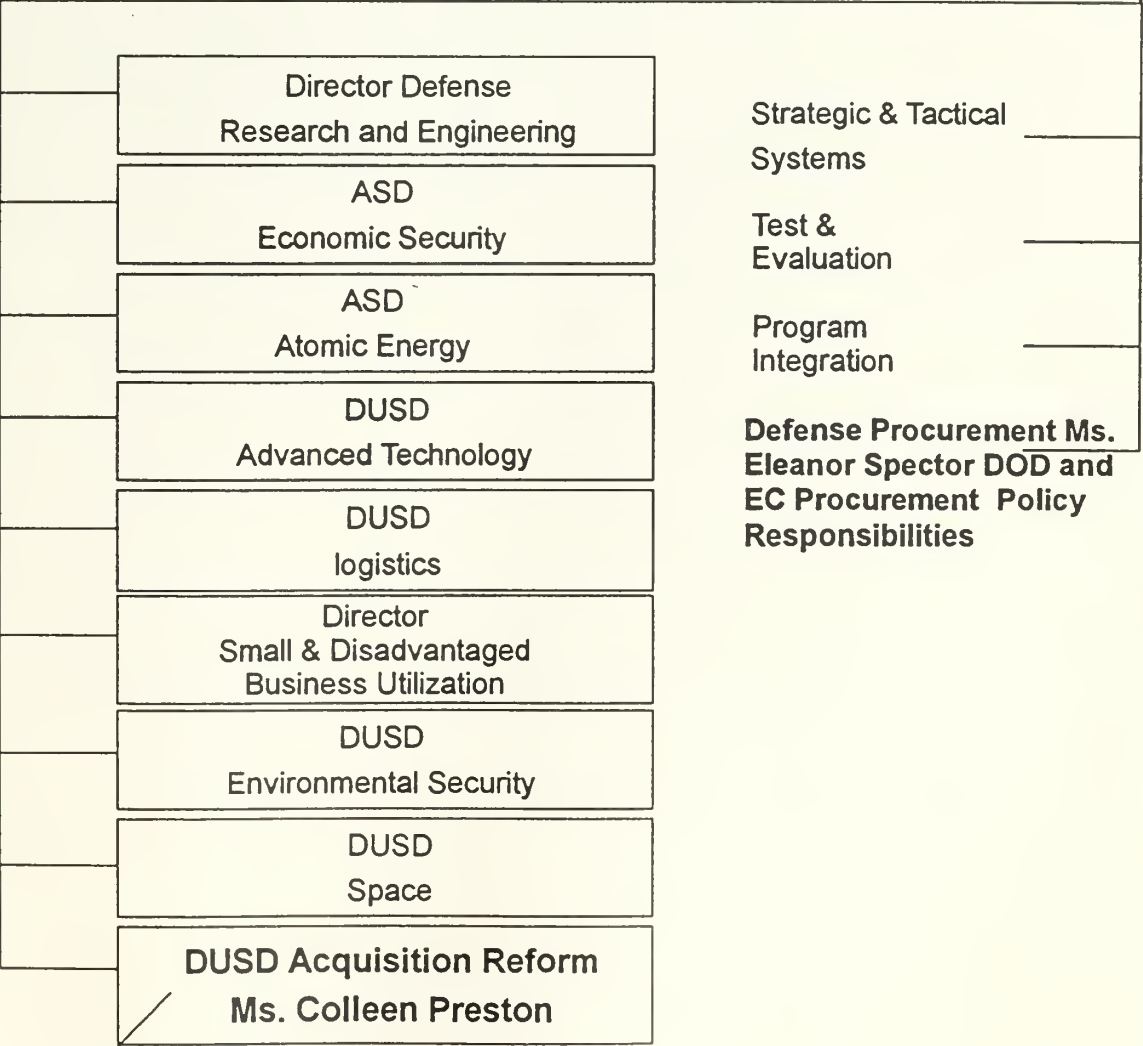 Director Defense
Research and Engineering
ASD
Economic Security
ASD
Atomic Energy
DUSD
Advanced Technology
DUSD
logistics
Director
Small & Disadvantaged
Business Utilization
DUSD
Environmental Security
DUSD
Space
DUSD Acquisition Reform
Ms. Colleen Preston
Strategic & Tactical
Systems
Test &
Evaluation
Program
Integration
Defense Procurement Ms.
Eleanor Spector DOD and
EC Procurement Policy
Responsibilities